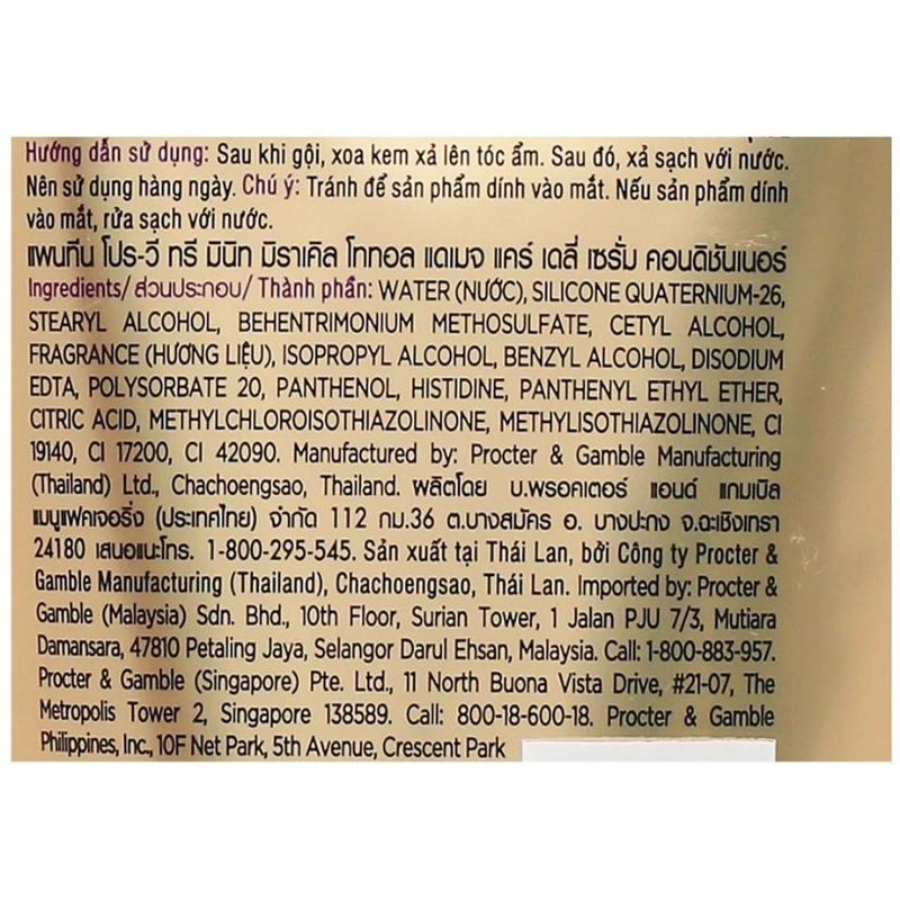 Hướng dẫn sử dụng: Sau khi gội, xoa kem xả lên tóc ẩm. Sau đó, xả sạch với nước.
Nên sử dụng hàng ngày. Chú ý: Tránh để sản phẩm dính vào mắt. Nếu sản phẩm dính
vào mắt, rửa sạch với nước.
แพนทีน โปร-วี ทรี มินิท มิราเคิล โททอล แดเมจ แคร์ เดลี่ เซรั่ม คอนดิชันเนอร์
Ingredients/ ส่วนประกอบ/ Thành phần: WATER (NƯỚC), SILICONE QUATERNIUM-26,
STEARYL ALCOHOL, BEHENTRIMONIUM METHOSULFATE, CETYL ALCOHOL,
FRAGRANCE (HƯƠNG LIỆU), ISOPROPYL ALCOHOL, BENZYL ALCOHOL, DISODIUM
EDTA, POLYSORBATE 20, PANTHENOL, HISTIDINE, PANTHENYL ETHYL ETHER,
CITRIC ACID, METHYLCHLOROISOTHIAZOLINONE, METHYLISOTHIAZOLINONE, CI
19140, CI 17200, CI 42090. Manufactured by: Procter & Gamble Manufacturing
(Thailand) Ltd., Chachoengsao, Thailand. ผลิตโดย บ.พรอคเตอร์ แอนด์ แกมเบิล
แมนูแฟคเจอริ่ง (ประเทศไทย) จำกัด 112 กม.36 ต.บางสมัคร อ. บางปะกง จ.ฉะเชิงเทรา
24180 เสนอแนะโทร. 1-800-295-545. Sản xuất tại Thái Lan, bởi Công ty Procter &
Gamble Manufacturing (Thailand), Chachoengsao, Thái Lan. Imported by: Procter &
Gamble (Malaysia) Sdn. Bhd., 10th Floor, Surian Tower, 1 Jalan PJU 7/3, Mutiara
Damansara, 47810 Petaling Jaya, Selangor Darul Ehsan, Malaysia. Call: 1-800-883-957.
Procter & Gamble (Singapore) Pte. Ltd., 11 North Buona Vista Drive, #21-07, The
Metropolis Tower 2, Singapore 138589. Call: 800-18-600-18. Procter & Gamble
Philippines, Inc., 10F Net Park, 5th Avenue, Crescent Park